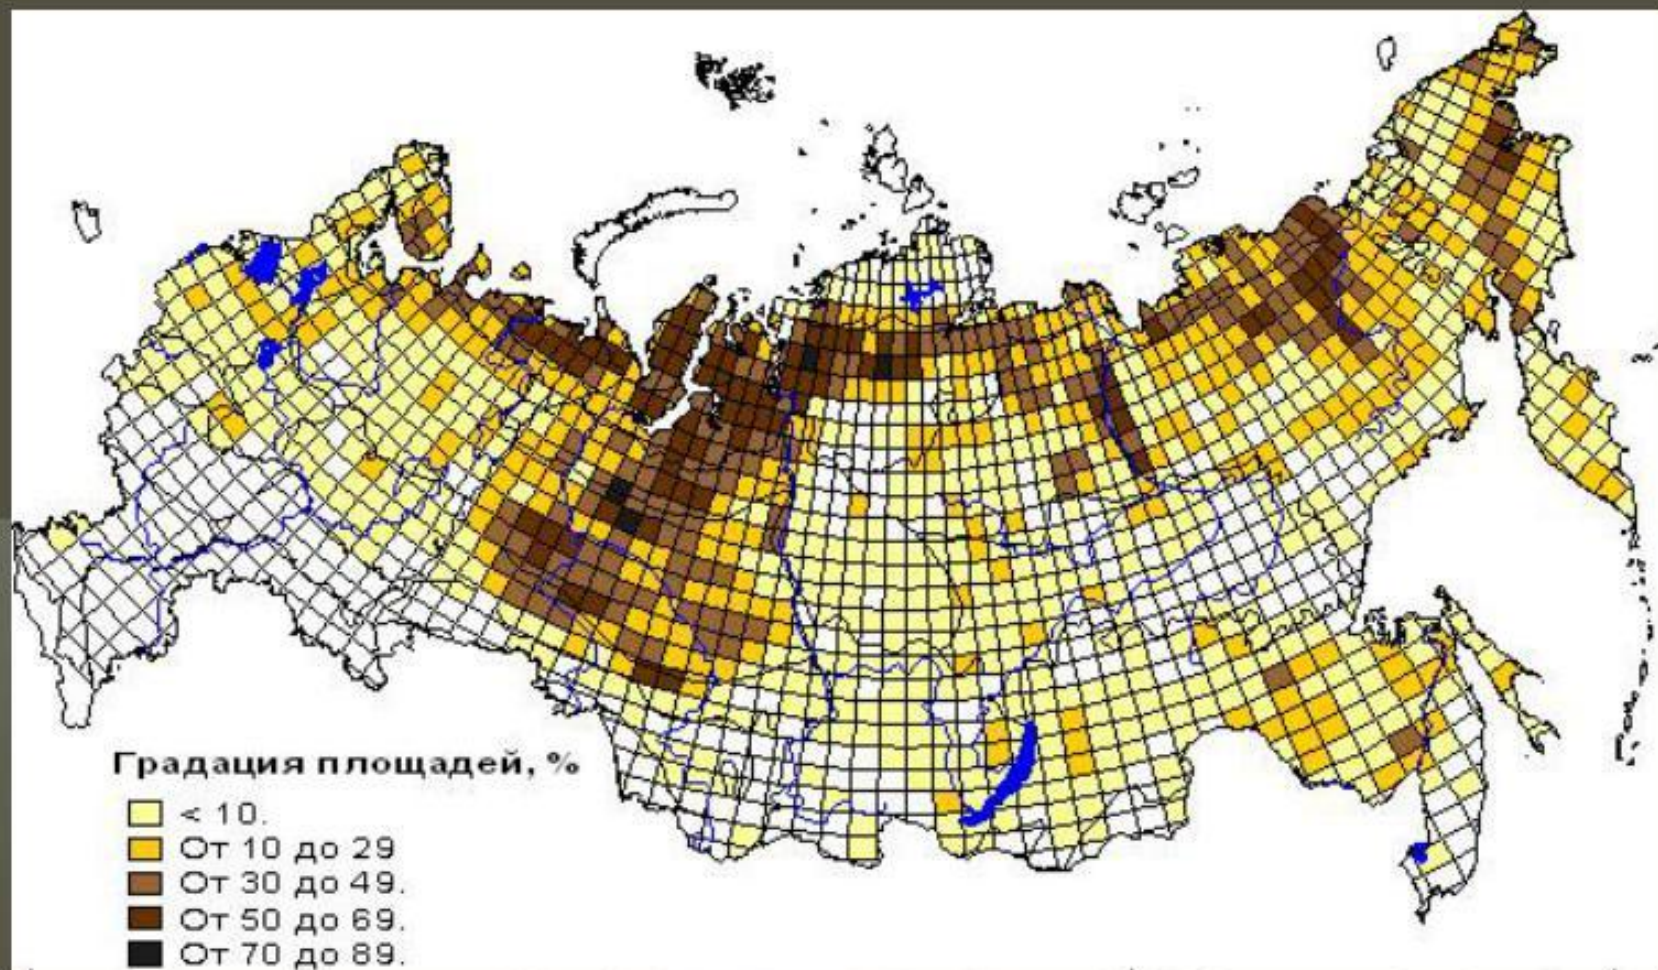 Градация площадей, %
< 10.
От 10 до 29
От 30 до 49.
От 50 до 69.
От 70 до 89.